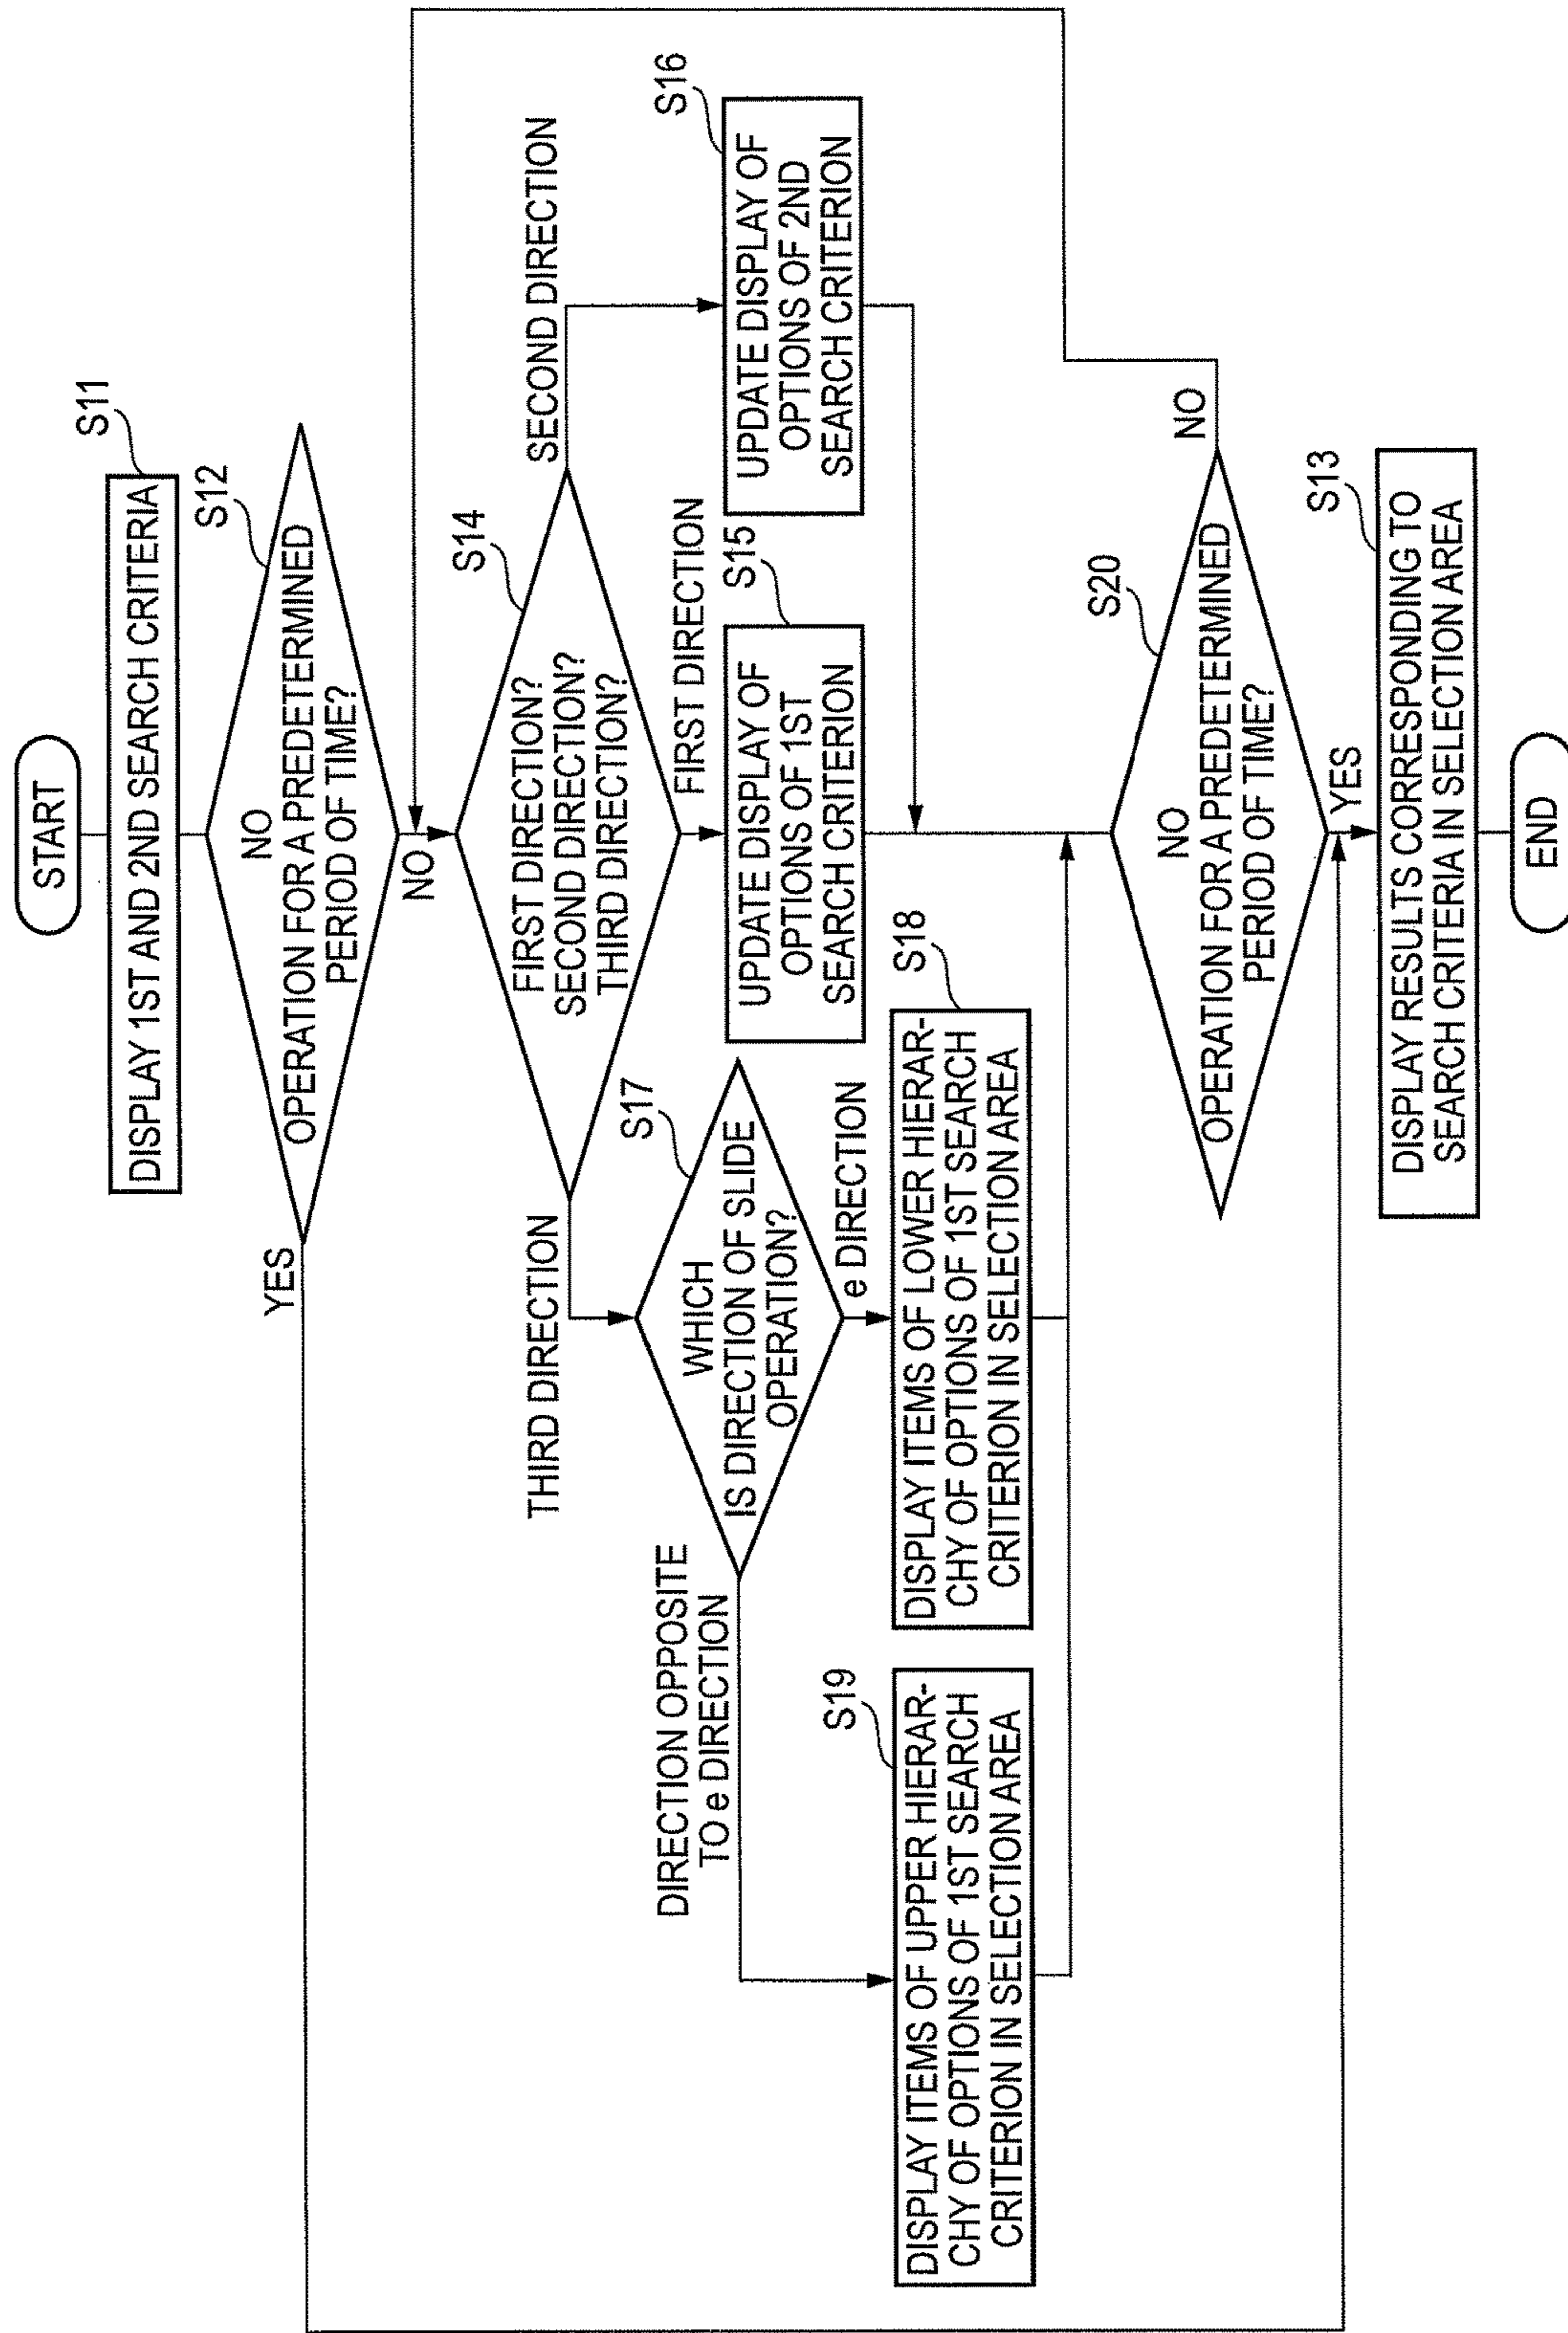 START
S11
DISPLAY 1ST AND 2ND SEARCH CRITERIA
S12
NO
OPERATION FOR A PREDETERMINED
PERIOD OF TIME?
YES
NO
S14
FIRST DIRECTION?
SECOND DIRECTION?
THIRD DIRECTION?
THIRD DIRECTION
FIRST DIRECTION
SECOND DIRECTION
S17
WHICH
IS DIRECTION OF SLIDE
OPERATION?
DIRECTION OPPOSITE
TO e DIRECTION
e DIRECTION
S15
UPDATE DISPLAY OF
OPTIONS OF 1ST
SEARCH CRITERION
S16
UPDATE DISPLAY OF
OPTIONS OF 2ND
SEARCH CRITERION
S19
DISPLAY ITEMS OF UPPER HIERAR-
CHY OF OPTIONS OF 1ST SEARCH
CRITERION IN SELECTION AREA
S18
DISPLAY ITEMS OF LOWER HIERAR-
CHY OF OPTIONS OF 1ST SEARCH
CRITERION IN SELECTION AREA
S20
NO
OPERATION FOR A PREDETERMINED
PERIOD OF TIME?
NO
YES
S13
DISPLAY RESULTS CORRESPONDING TO
SEARCH CRITERIA IN SELECTION AREA
END